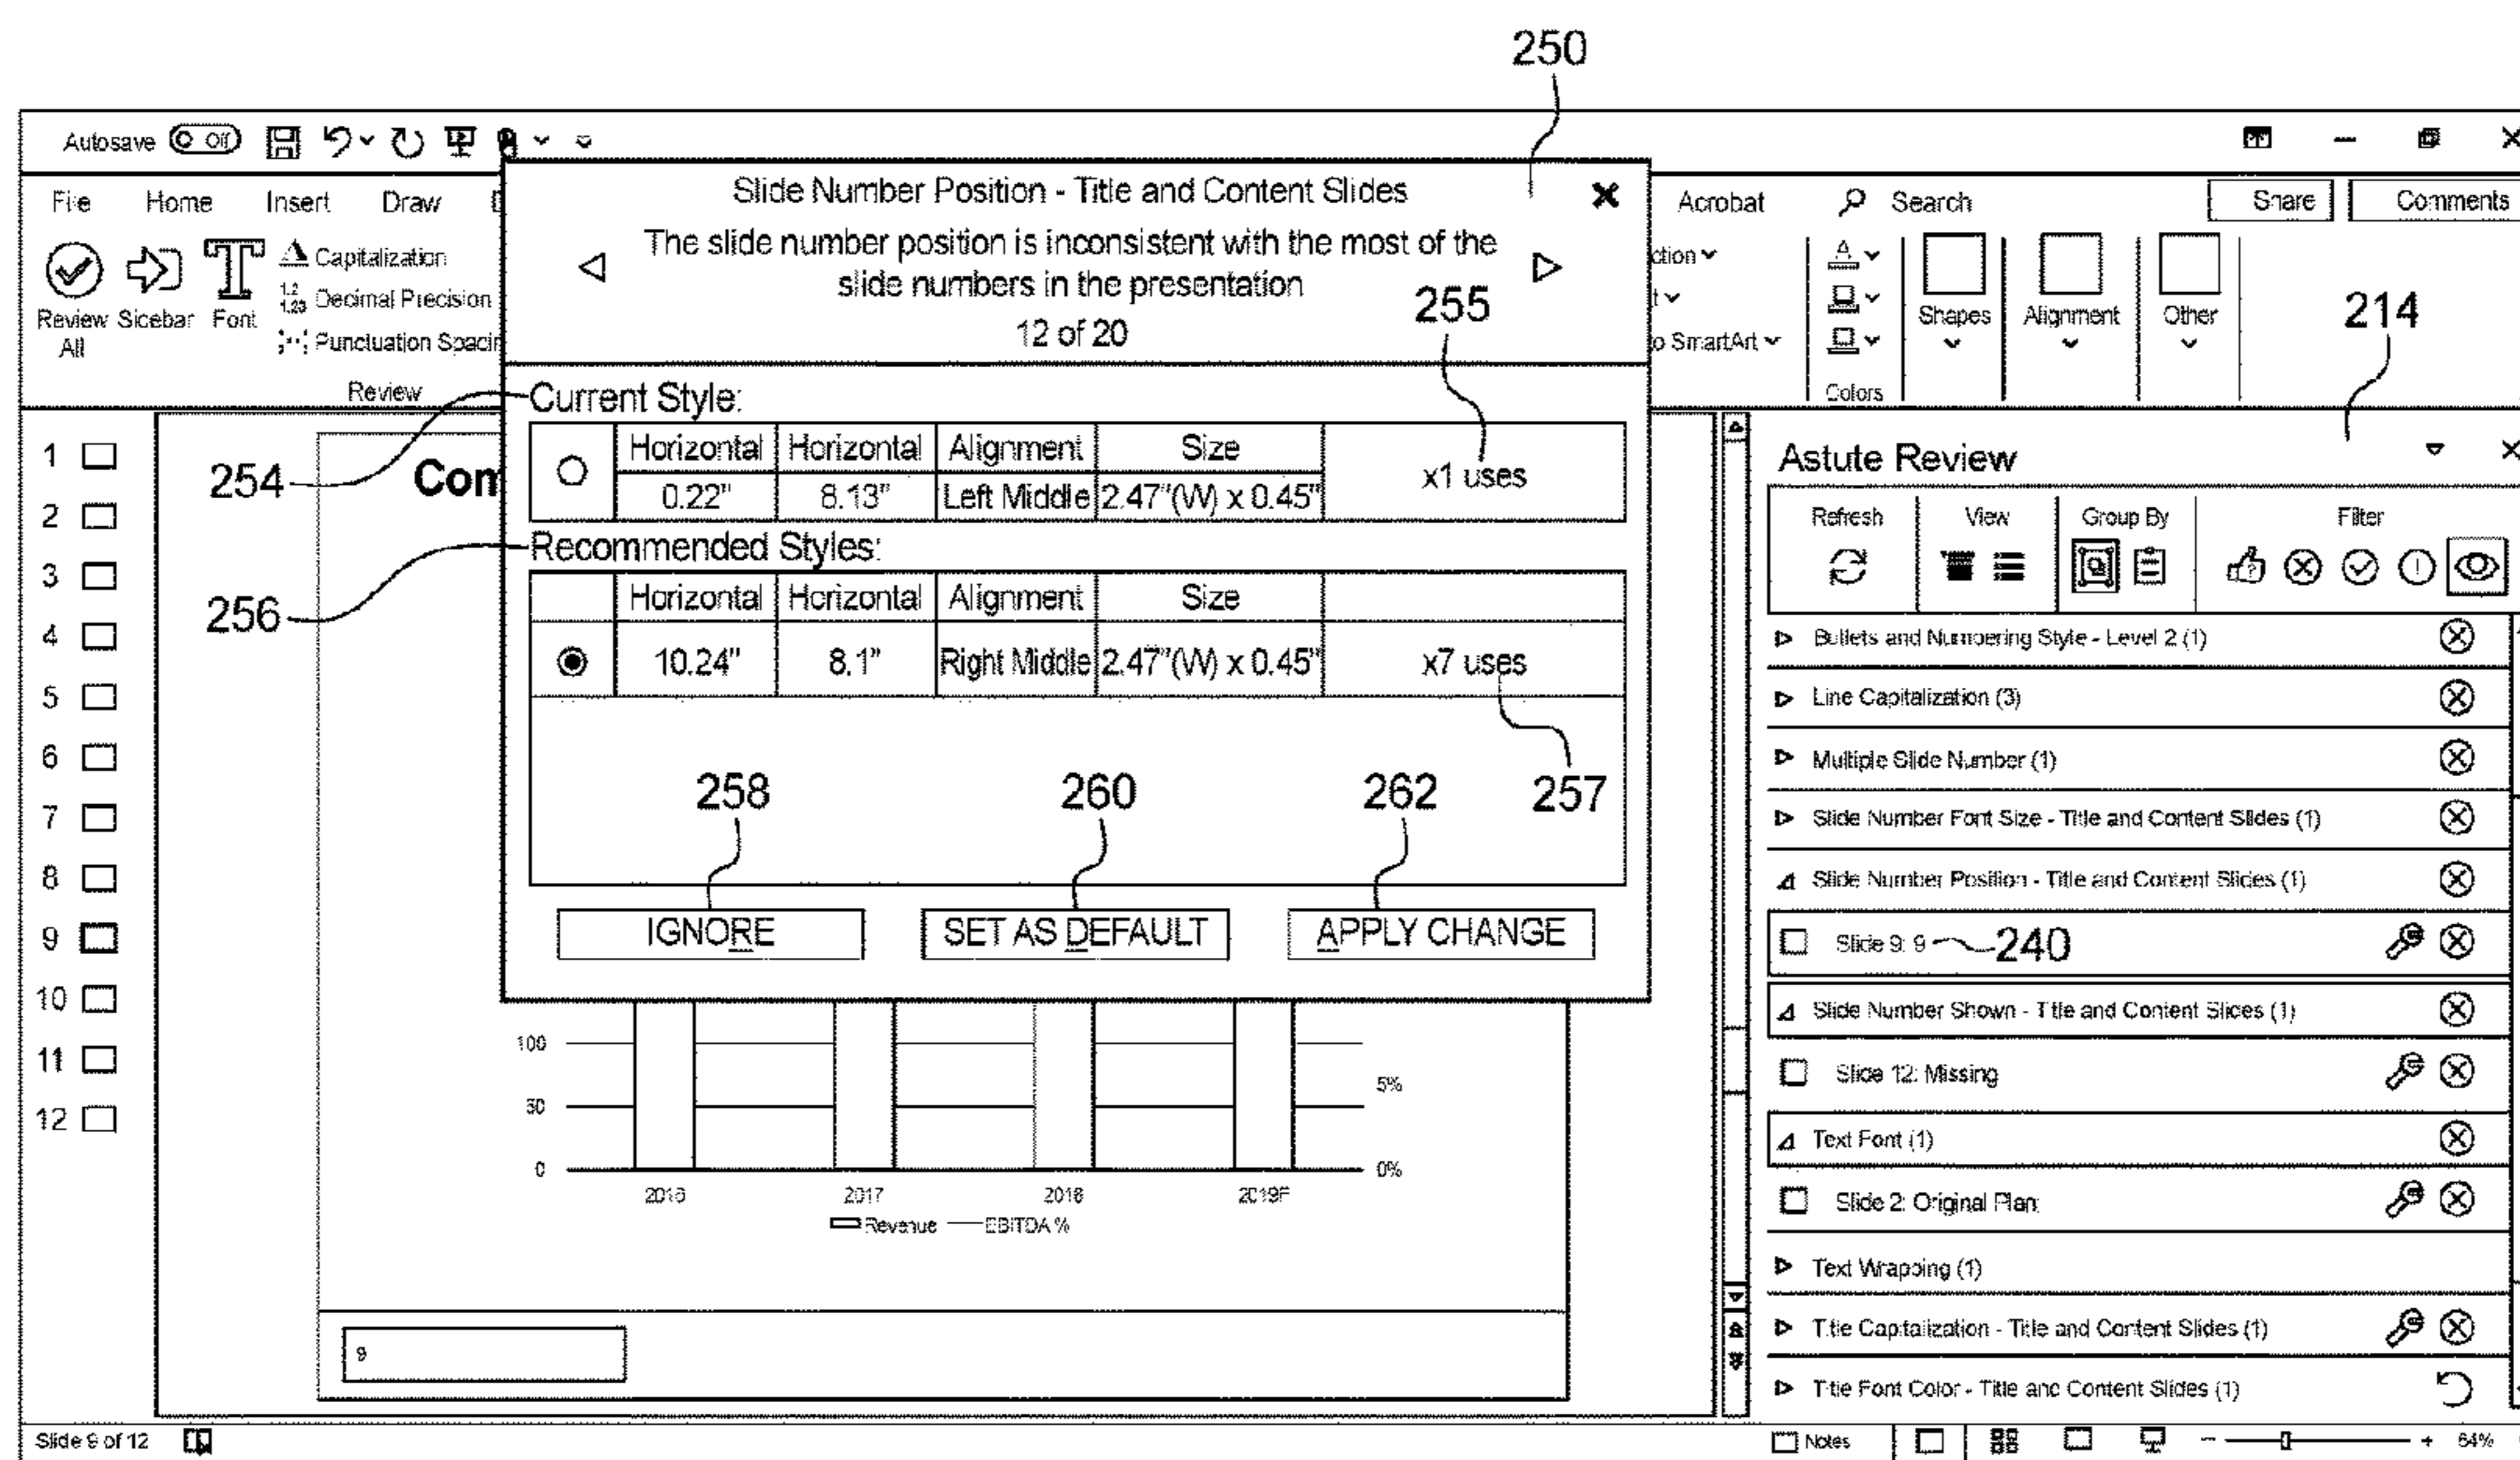 250
Autosave Off
File Home Insert Draw
Acrobat Search Share Comments
Review All
Sidebar
Font
Capitalization
Decimal Precision
Punctuation Spacin
Review
ction
t
o SmartArt
Colors
Shapes
Alignment
Other
214
Slide Number Position - Title and Content Slides
The slide number position is inconsistent with the most of the
slide numbers in the presentation
12 of 20
255
254
Current Style:
Horizontal Horizontal Alignment Size
0.22" 8.13" Left Middle 2.47"(W) x 0.45"
x1 uses
256
Recommended Styles:
Horizontal Horizontal Alignment Size
10.24" 8.1" Right Middle 2.47"(W) x 0.45" x7 uses
257
258 260 262
IGNORE SET AS DEFAULT APPLY CHANGE
1
2
3
4
5
6
7
8
9
10
11
12
Com
100
50
0
5%
0%
2016 2017 2018 2019F
Revenue EBITDA %
9
Astute Review
Refresh View Group By Filter
Bullets and Numbering Style - Level 2 (1)
Line Capitalization (3)
Multiple Slide Number (1)
Slide Number Font Size - Title and Content Slides (1)
Slide Number Position - Title and Content Slides (1)
Slide 9: 9 240
Slide Number Shown - Title and Content Slides (1)
Slide 12: Missing
Text Font (1)
Slide 2: Original Plan
Text Wrapping (1)
Title Capitalization - Title and Content Slides (1)
Title Font Color - Title and Content Slides (1)
Slide 9 of 12
Notes
64%